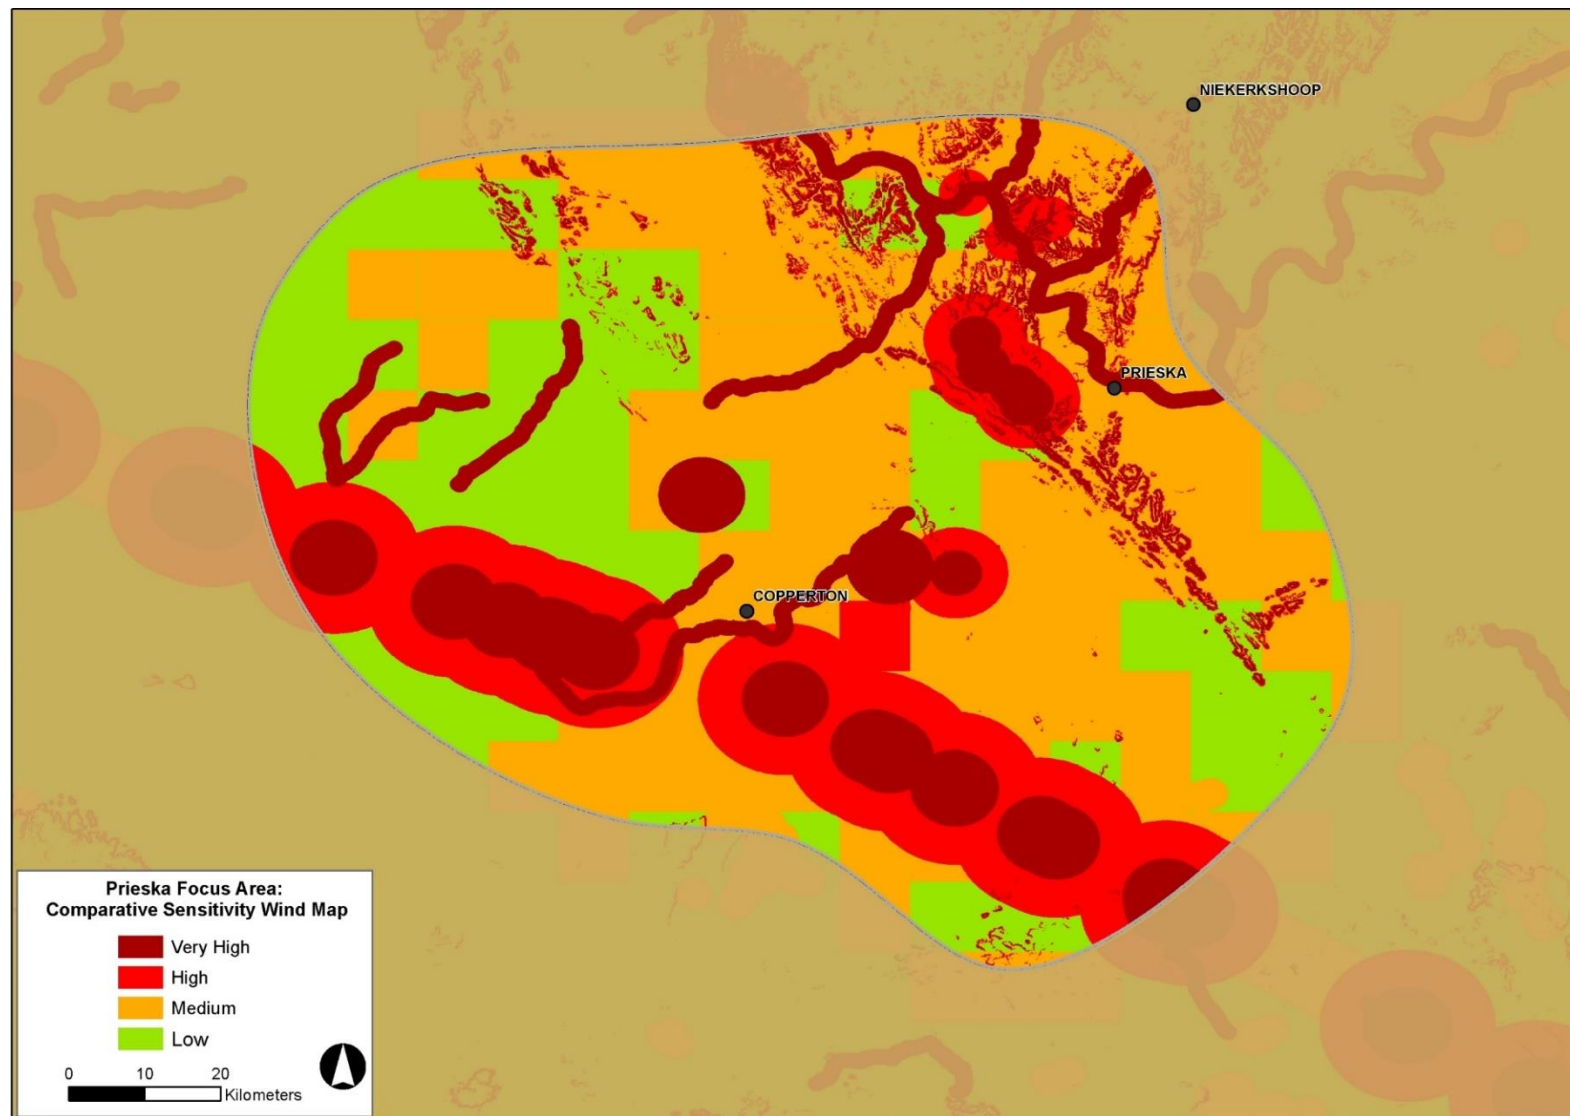 NIEKERKSHOOP
PRIESKA
COPPERTON
Prieska Focus Area:
Comparative Sensitivity Wind Map
Very High
High
Medium
Low
0 10 20
Kilometers